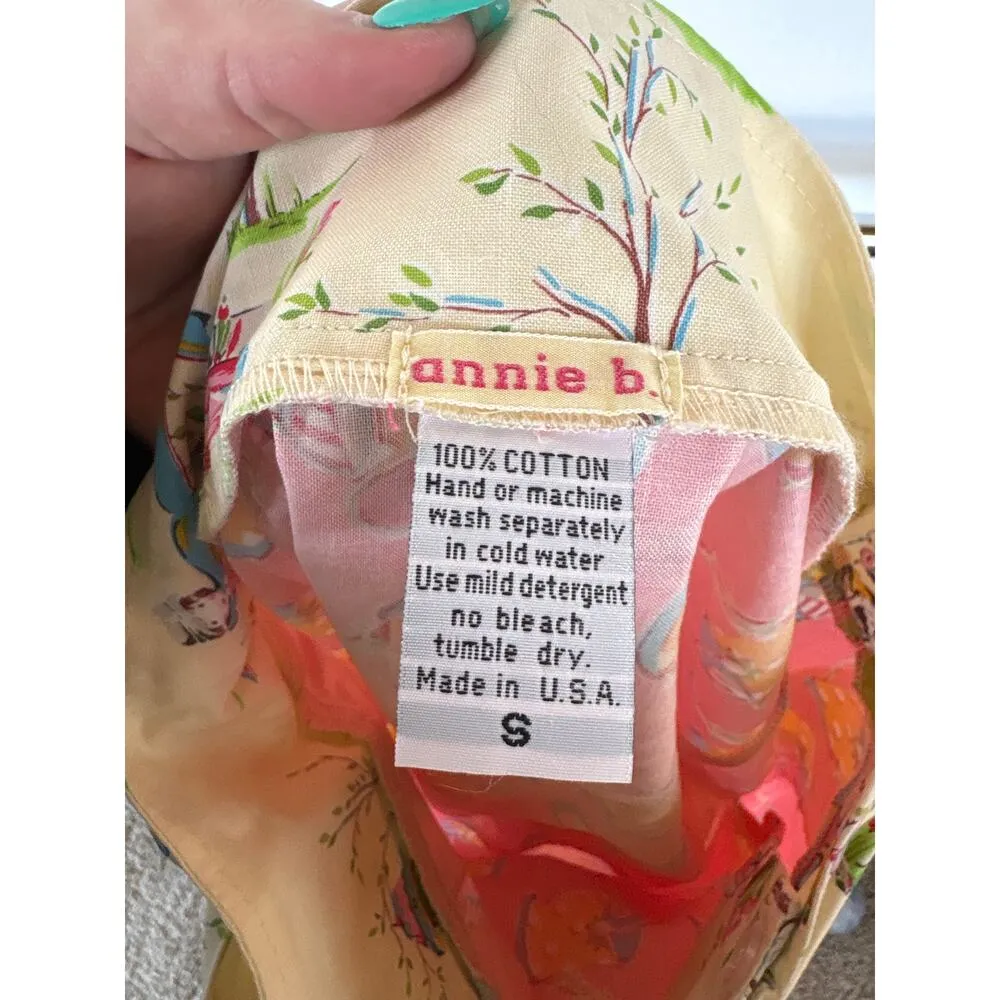 annie b.
100% COTTON
Hand or machine
wash separately
in cold water
Use mild detergent
no bleach,
tumble dry.
Made in U.S.A.
S